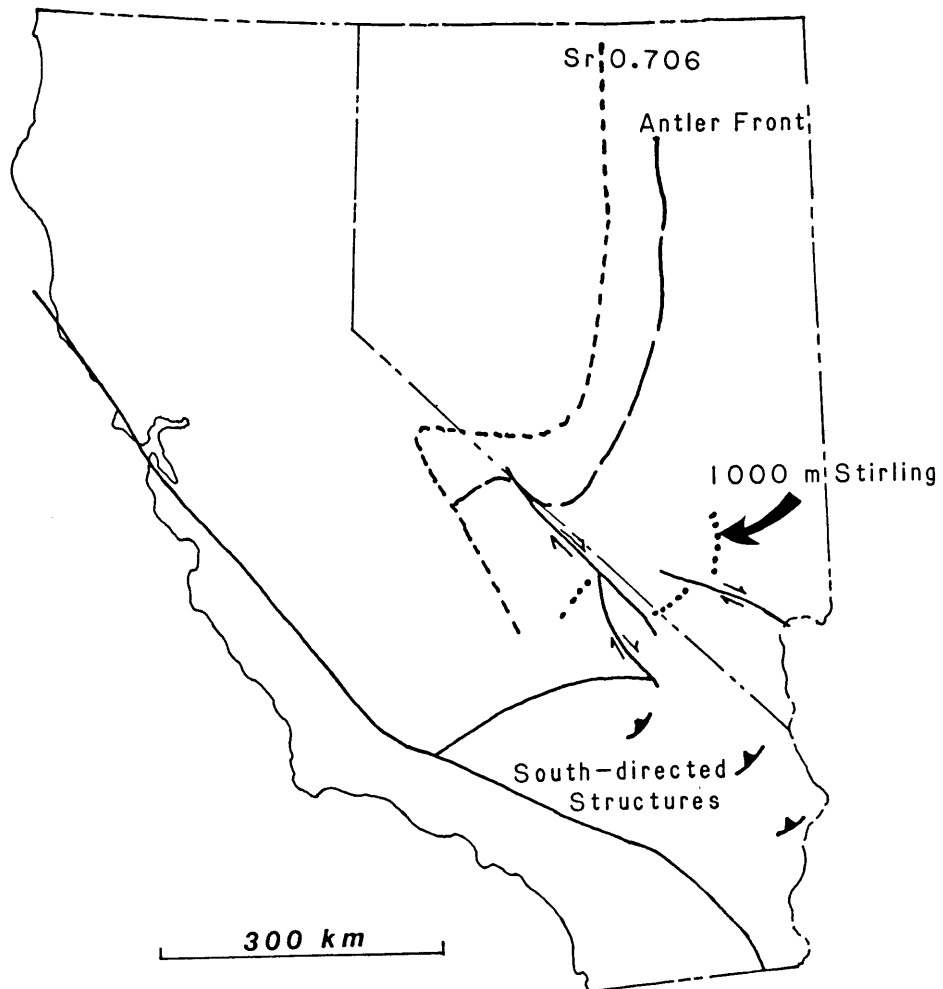 Sr 0.706
Antler Front
1000 m Stirling
South-directed
Structures
300 km